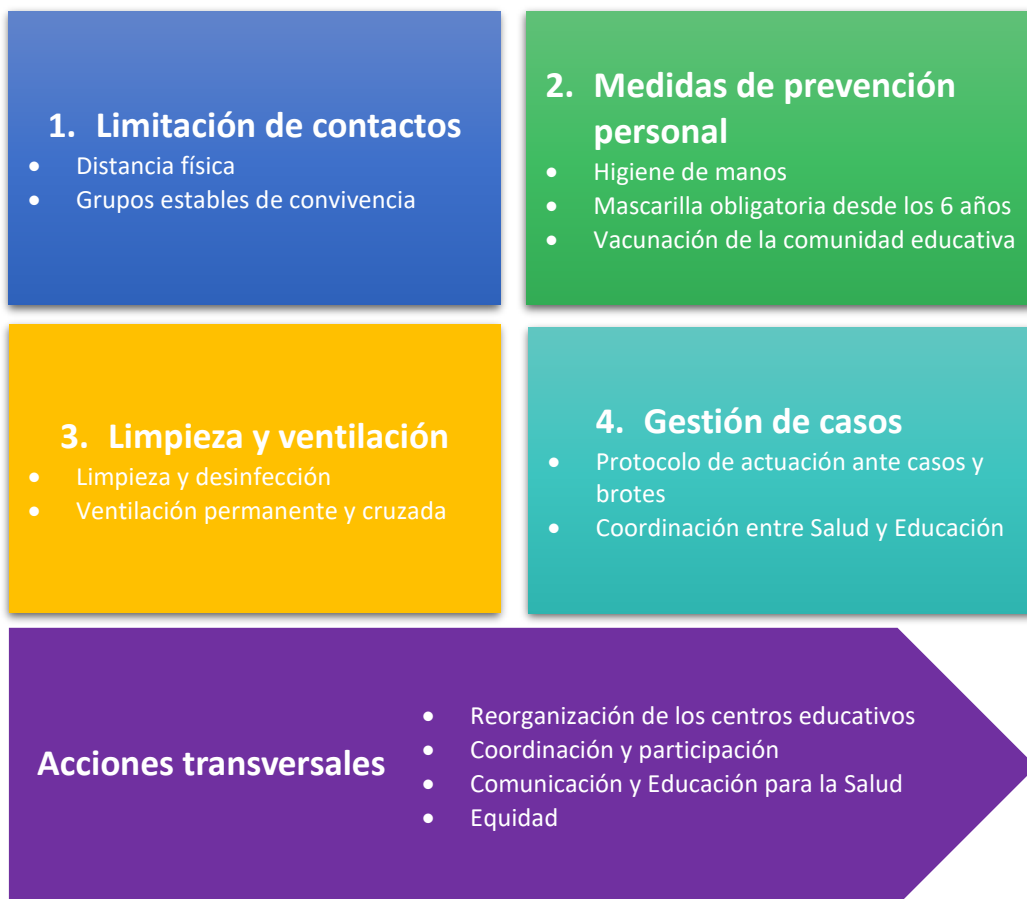 1. Limitación de contactos
• Distancia física
• Grupos estables de convivencia
2. Medidas de prevención
personal
• Higiene de manos
• Mascarilla obligatoria desde los 6 años
• Vacunación de la comunidad educativa
3. Limpieza y ventilación
• Limpieza y desinfección
• Ventilación permanente y cruzada
4. Gestión de casos
• Protocolo de actuación ante casos y
brotes
• Coordinación entre Salud y Educación
Acciones transversales
• Reorganización de los centros educativos
• Coordinación y participación
• Comunicación y Educación para la Salud
• Equidad